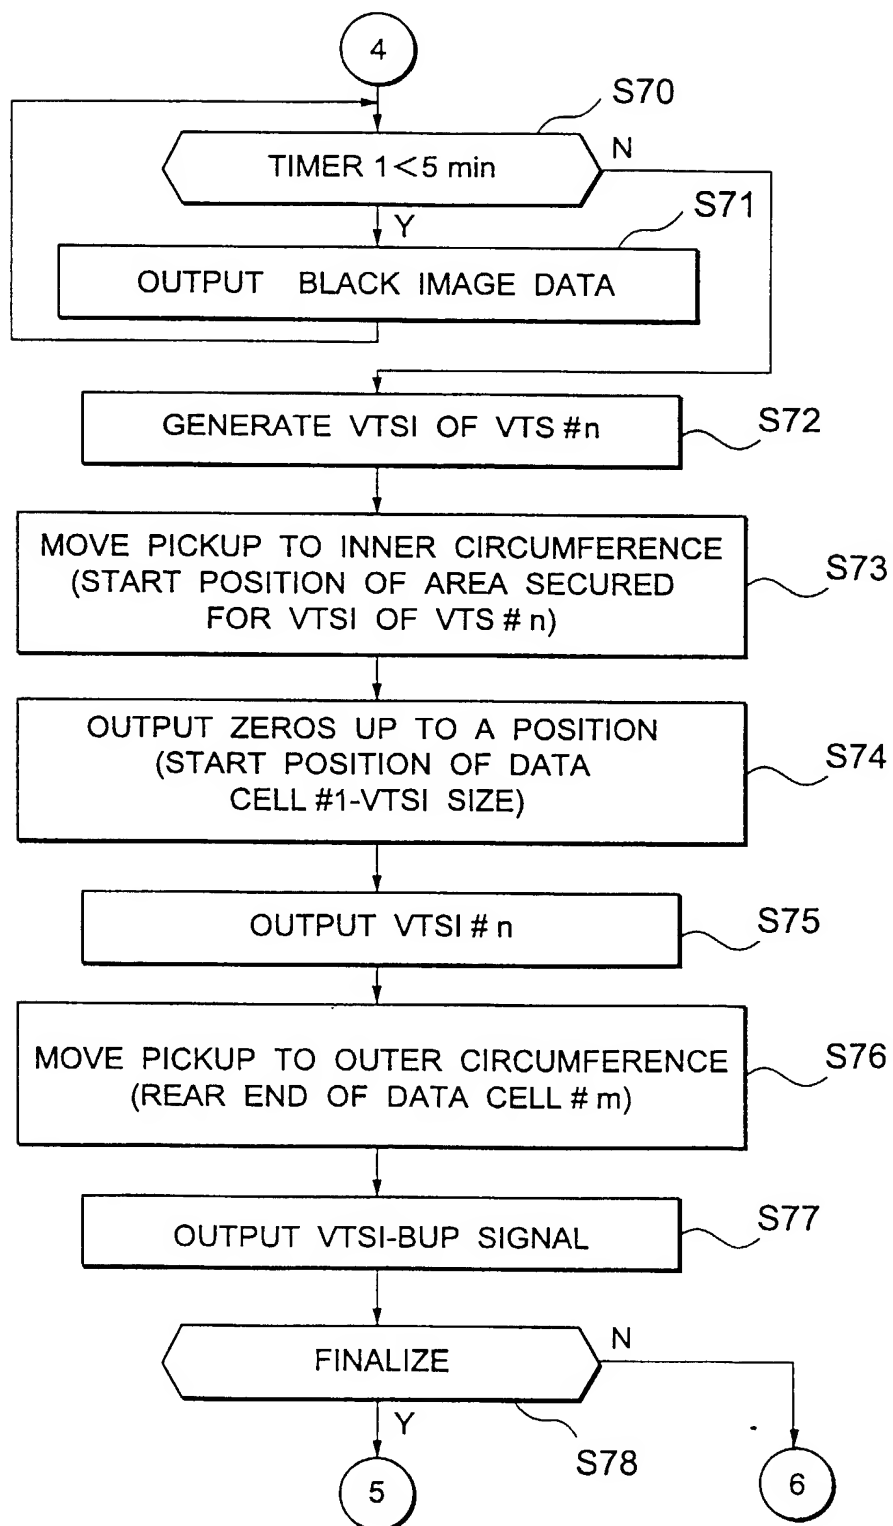 4
S70
TIMER 1<5 min
N
Y
S71
OUTPUT BLACK IMAGE DATA
GENERATE VTSI OF VTS #n
S72
MOVE PICKUP TO INNER CIRCUMFERENCE
(START POSITION OF AREA SECURED
FOR VTSI OF VTS # n)
S73
OUTPUT ZEROS UP TO A POSITION
(START POSITION OF DATA
CELL #1-VTSI SIZE)
S74
OUTPUT VTSI # n
S75
MOVE PICKUP TO OUTER CIRCUMFERENCE
(REAR END OF DATA CELL # m)
S76
OUTPUT VTSI-BUP SIGNAL
S77
FINALIZE
N
Y
S78
5
6